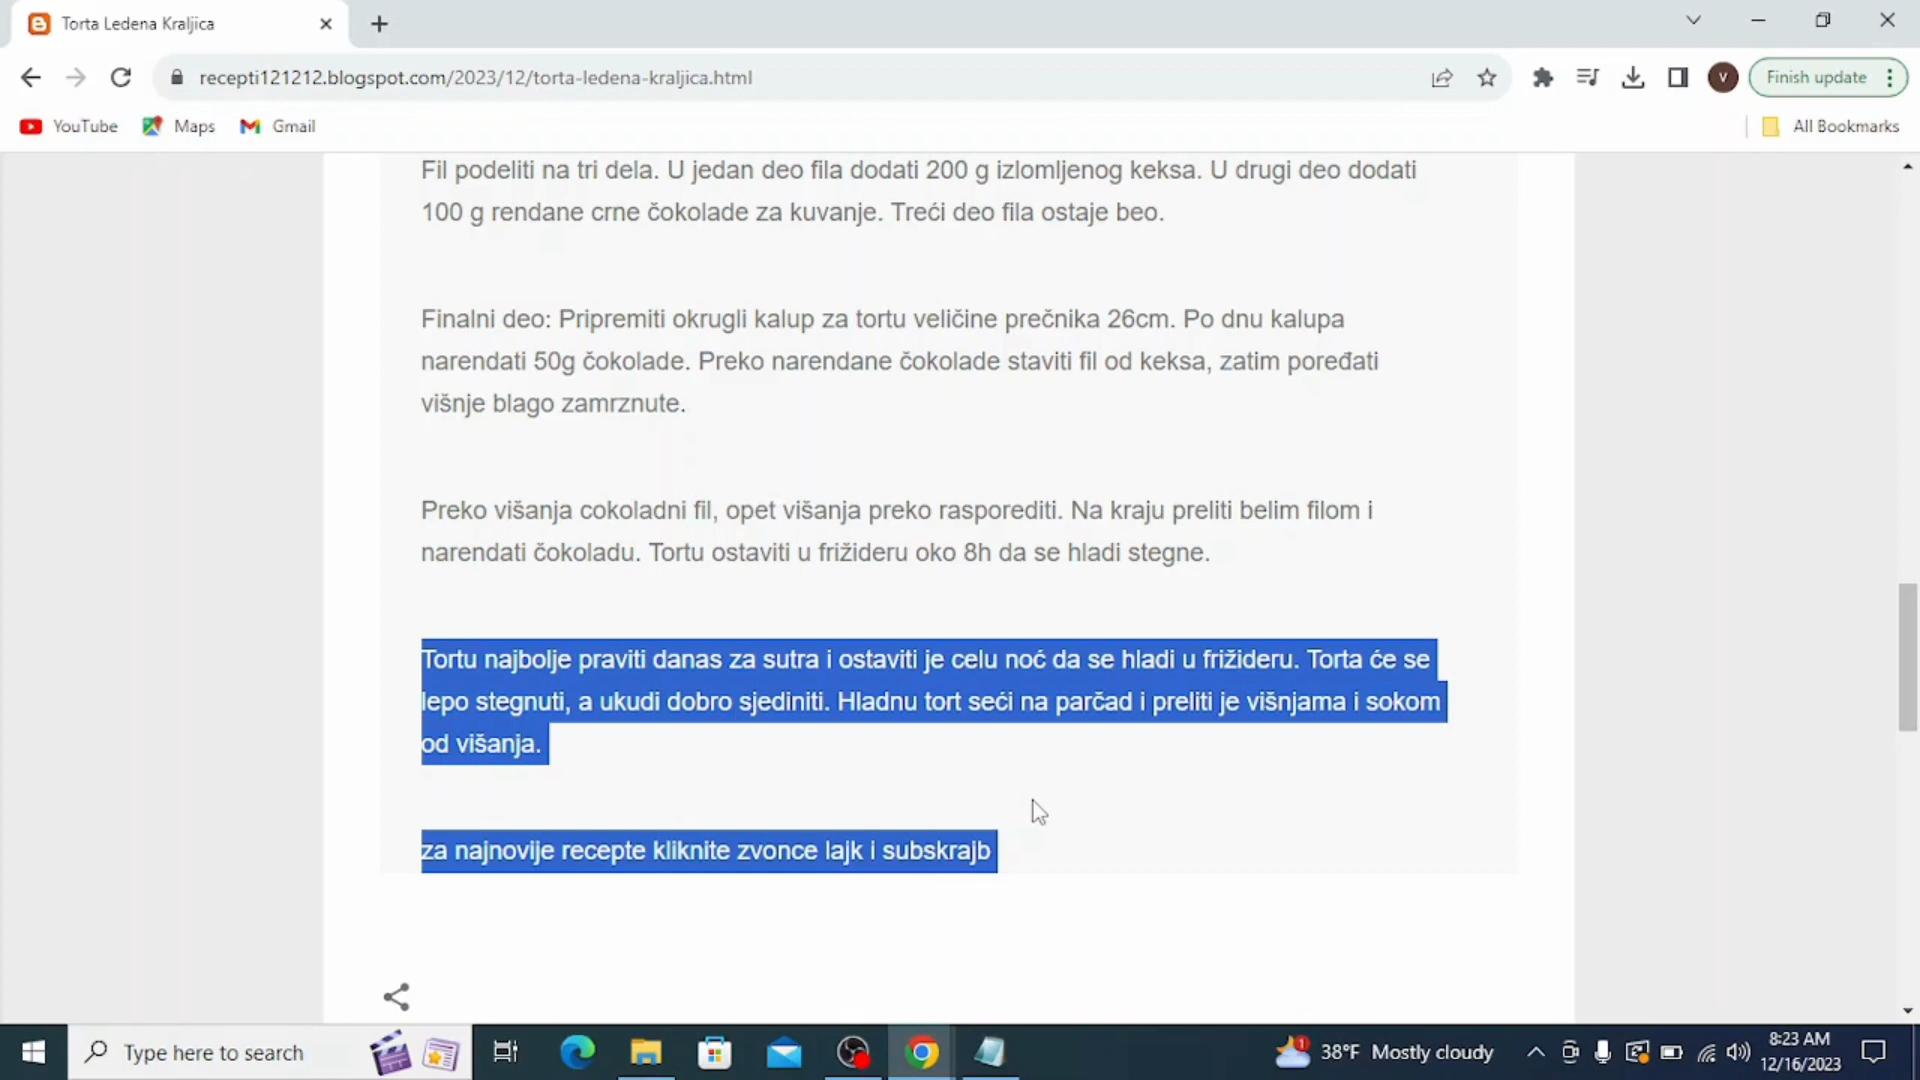 Torta Ledena Kraljica
recepti121212.blogspot.com/2023/12/torta-ledena-kraljica.html
V
Finish update
YouTube
Maps
Gmail
All Bookmarks
Fil podeliti na tri dela. U jedan deo fila dodati 200 g izlomljenog keksa. U drugi deo dodati
100 g rendane crne čokolade za kuvanje. Treći deo fila ostaje beo.
Finalni deo: Pripremiti okrugli kalup za tortu veličine prečnika 26cm. Po dnu kalupa
narendati 50g čokolade. Preko narendane čokolade staviti fil od keksa, zatim poređati
višnje blago zamrznute.
Preko višanja cokoladni fil, opet višanja preko rasporediti. Na kraju preliti belim filom i
narendati čokoladu. Tortu ostaviti u frižideru oko 8h da se hladi stegne.
Tortu najbolje praviti danas za sutra i ostaviti je celu noć da se hladi u frižideru. Torta će se
lepo stegnuti, a ukudi dobro sjediniti. Hladnu tort seći na parčad i preliti je višnjama i sokom
od višanja.
za najnovije recepte kliknite zvonce lajk i subskrajb
Type here to search
1
38°F Mostly cloudy
8:23 AM
12/16/2023